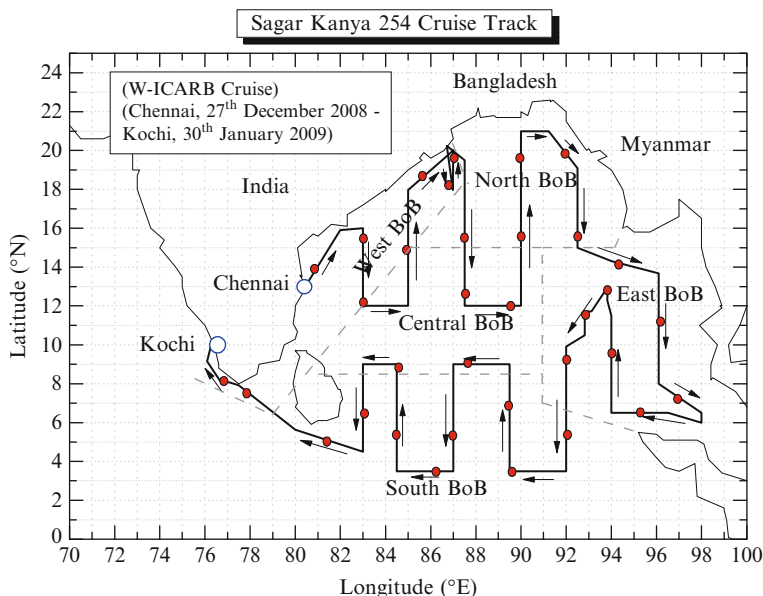 Sagar Kanya 254 Cruise Track
(W-ICARB Cruise)
(Chennai, 27th December 2008 -
Kochi, 30th January 2009)
Bangladesh
Myanmar
India
North BoB
West BoB
Chennai
East BoB
Central BoB
Kochi
South BoB
Latitude (°N)
24
22
20
18
16
14
12
10
8
6
4
2
0
70 72 74 76 78 80 82 84 86 88 90 92 94 96 98 100
Longitude (°E)